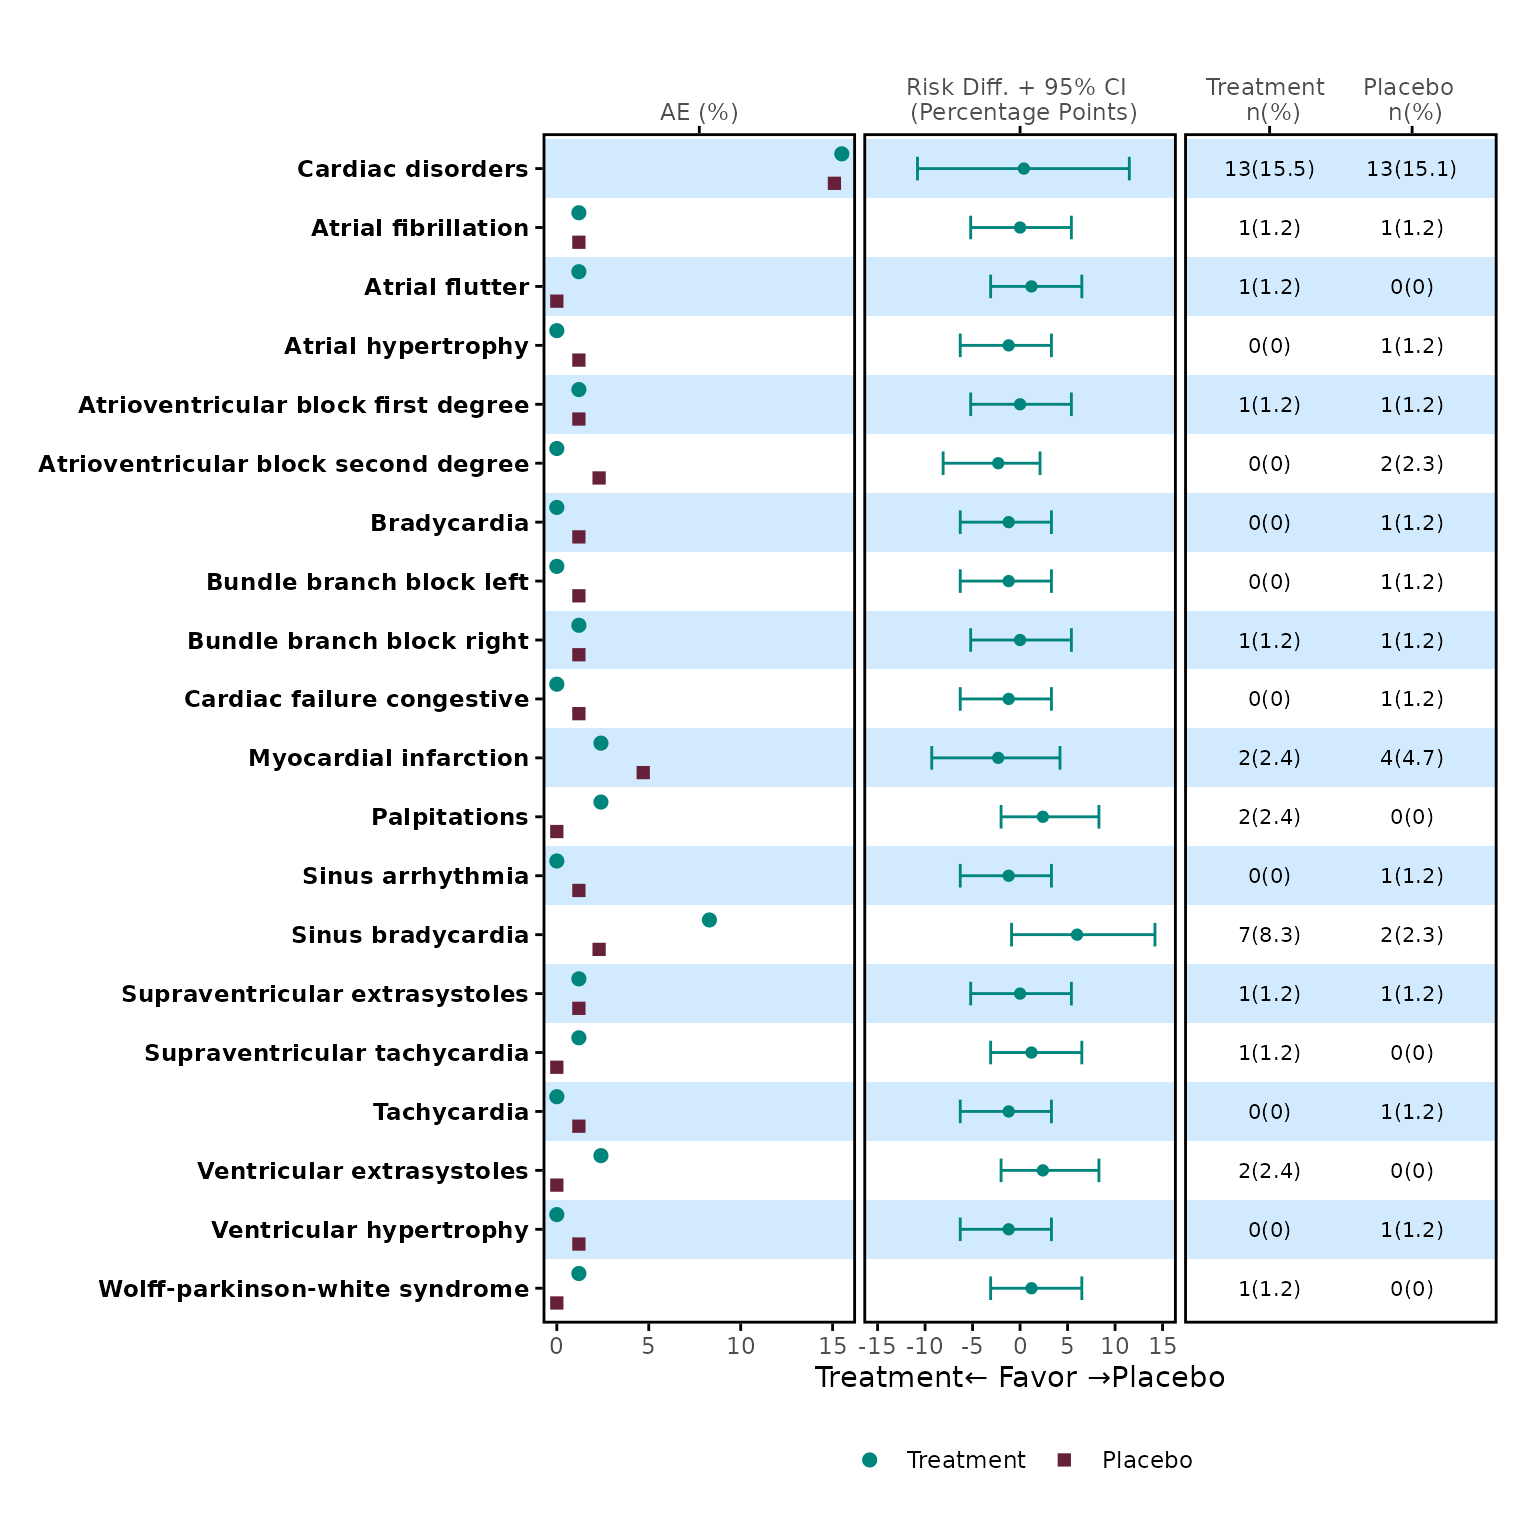 Risk Diff. + 95% CI Treatment Placebo
AE (%) (Percentage Points) n(%) n(%)
Cardiac disorders 13(15.5) 13(15.1)
Atrial fibrillation 1(1.2) 1(1.2)
Atrial flutter 1(1.2) 0(0)
Atrial hypertrophy 0(0) 1(1.2)
Atrioventricular block first degree 1(1.2) 1(1.2)
Atrioventricular block second degree 0(0) 2(2.3)
Bradycardia 0(0) 1(1.2)
Bundle branch block left 0(0) 1(1.2)
Bundle branch block right 1(1.2) 1(1.2)
Cardiac failure congestive 0(0) 1(1.2)
Myocardial infarction 2(2.4) 4(4.7)
Palpitations 2(2.4) 0(0)
Sinus arrhythmia 0(0) 1(1.2)
Sinus bradycardia 7(8.3) 2(2.3)
Supraventricular extrasystoles 1(1.2) 1(1.2)
Supraventricular tachycardia 1(1.2) 0(0)
Tachycardia 0(0) 1(1.2)
Ventricular extrasystoles 2(2.4) 0(0)
Ventricular hypertrophy 0(0) 1(1.2)
Wolff-parkinson-white syndrome 1(1.2) 0(0)
0 5 10 15 -15 -10 -5 0 5 10 15
Treatment← Favor →Placebo
Treatment Placebo